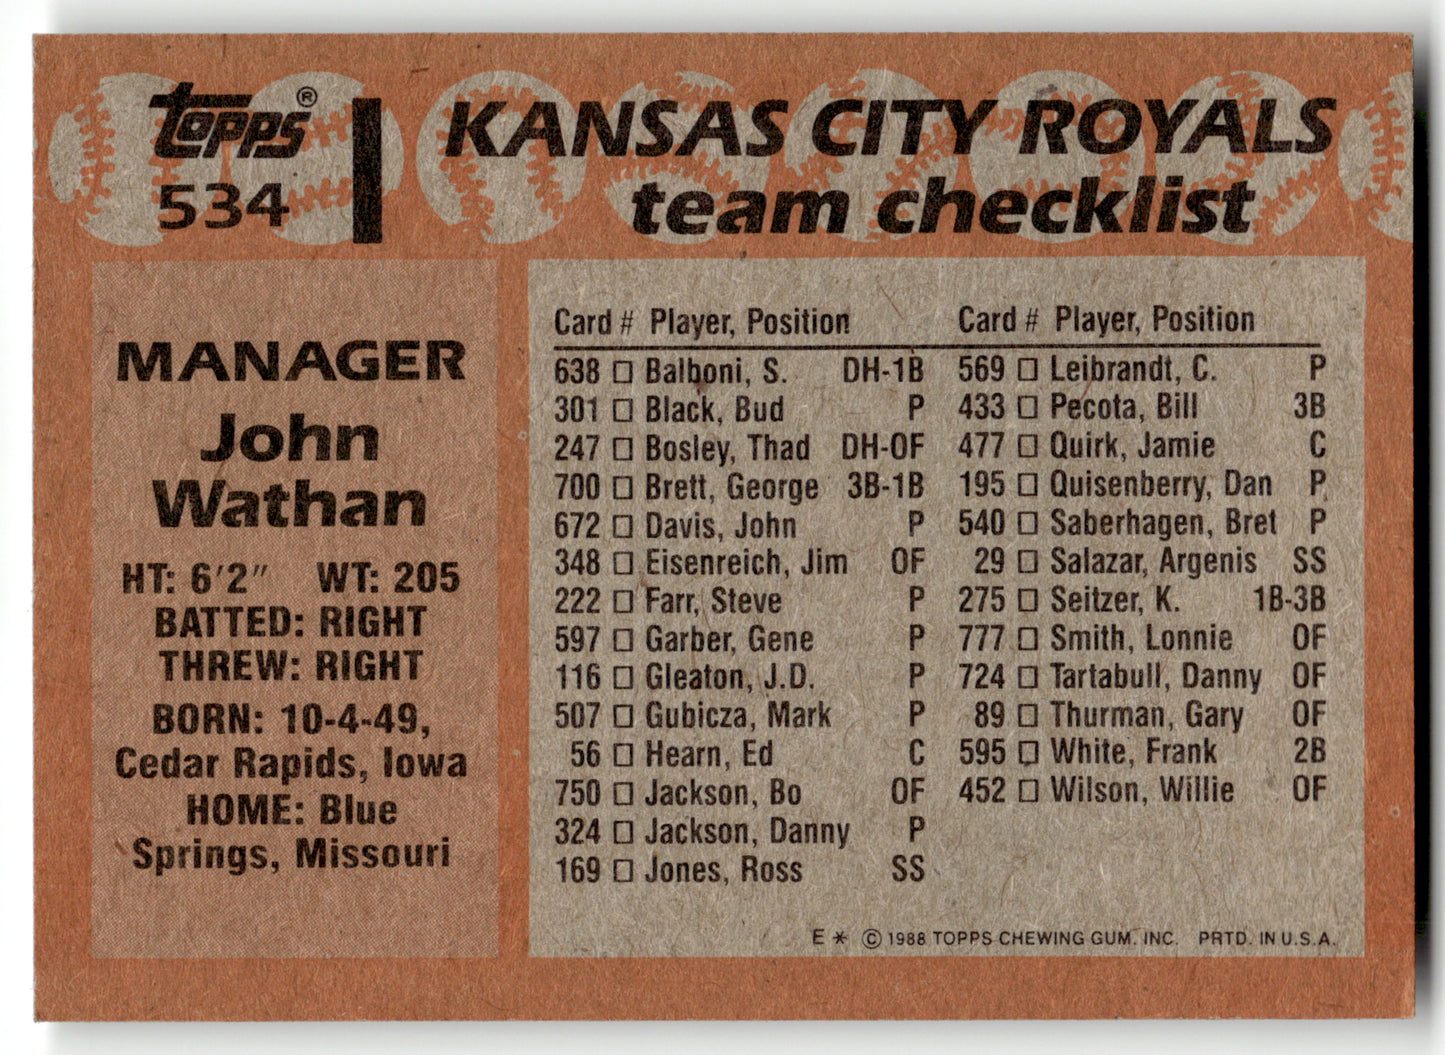 topps®
534
KANSAS CITY ROYALS
team checklist
MANAGER
John
Wathan
HT: 6'2" WT: 205
BATTED: RIGHT
THREW: RIGHT
BORN: 10-4-49,
Cedar Rapids, Iowa
HOME: Blue
Springs, Missouri
Card # Player, Position
638 □ Balboni, S. DH-1B
301 □ Black, Bud P
247 □ Bosley, Thad DH-OF
700 □ Brett, George 3B-1B
672 □ Davis, John P
348 □ Eisenreich, Jim OF
222 □ Farr, Steve P
597 □ Garber, Gene P
116 □ Gleaton, J.D. P
507 □ Gubicza, Mark P
56 □ Hearn, Ed C
750 □ Jackson, Bo OF
324 □ Jackson, Danny P
169 □ Jones, Ross SS
Card # Player, Position
569 □ Leibrandt, C. P
433 □ Pecota, Bill 3B
477 □ Quirk, Jamie C
195 □ Quisenberry, Dan P
540 □ Saberhagen, Bret P
29 □ Salazar, Argenis SS
275 □ Seitzer, K. 1B-3B
777 □ Smith, Lonnie OF
724 □ Tartabull, Danny OF
89 □ Thurman, Gary OF
595 □ White, Frank 2B
452 □ Wilson, Willie OF
E * © 1988 TOPPS CHEWING GUM, INC. PRTD. IN U.S.A.